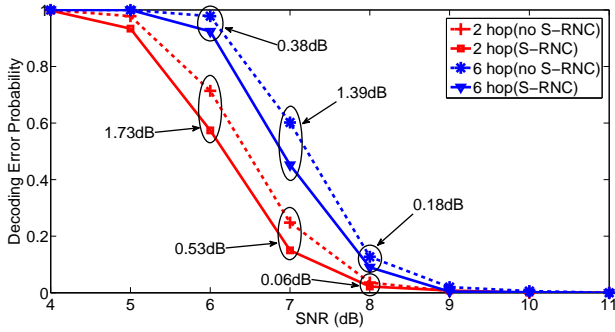 2 hop(no S-RNC)
2 hop(S-RNC)
6 hop(no S-RNC)
6 hop(S-RNC)
0.38dB
1.39dB
1.73dB
0.18dB
0.53dB
0.06dB
Decoding Error Probability
0.8
0.6
0.4
0.2
0
4 5 6 7 8 9 10 11
SNR (dB)